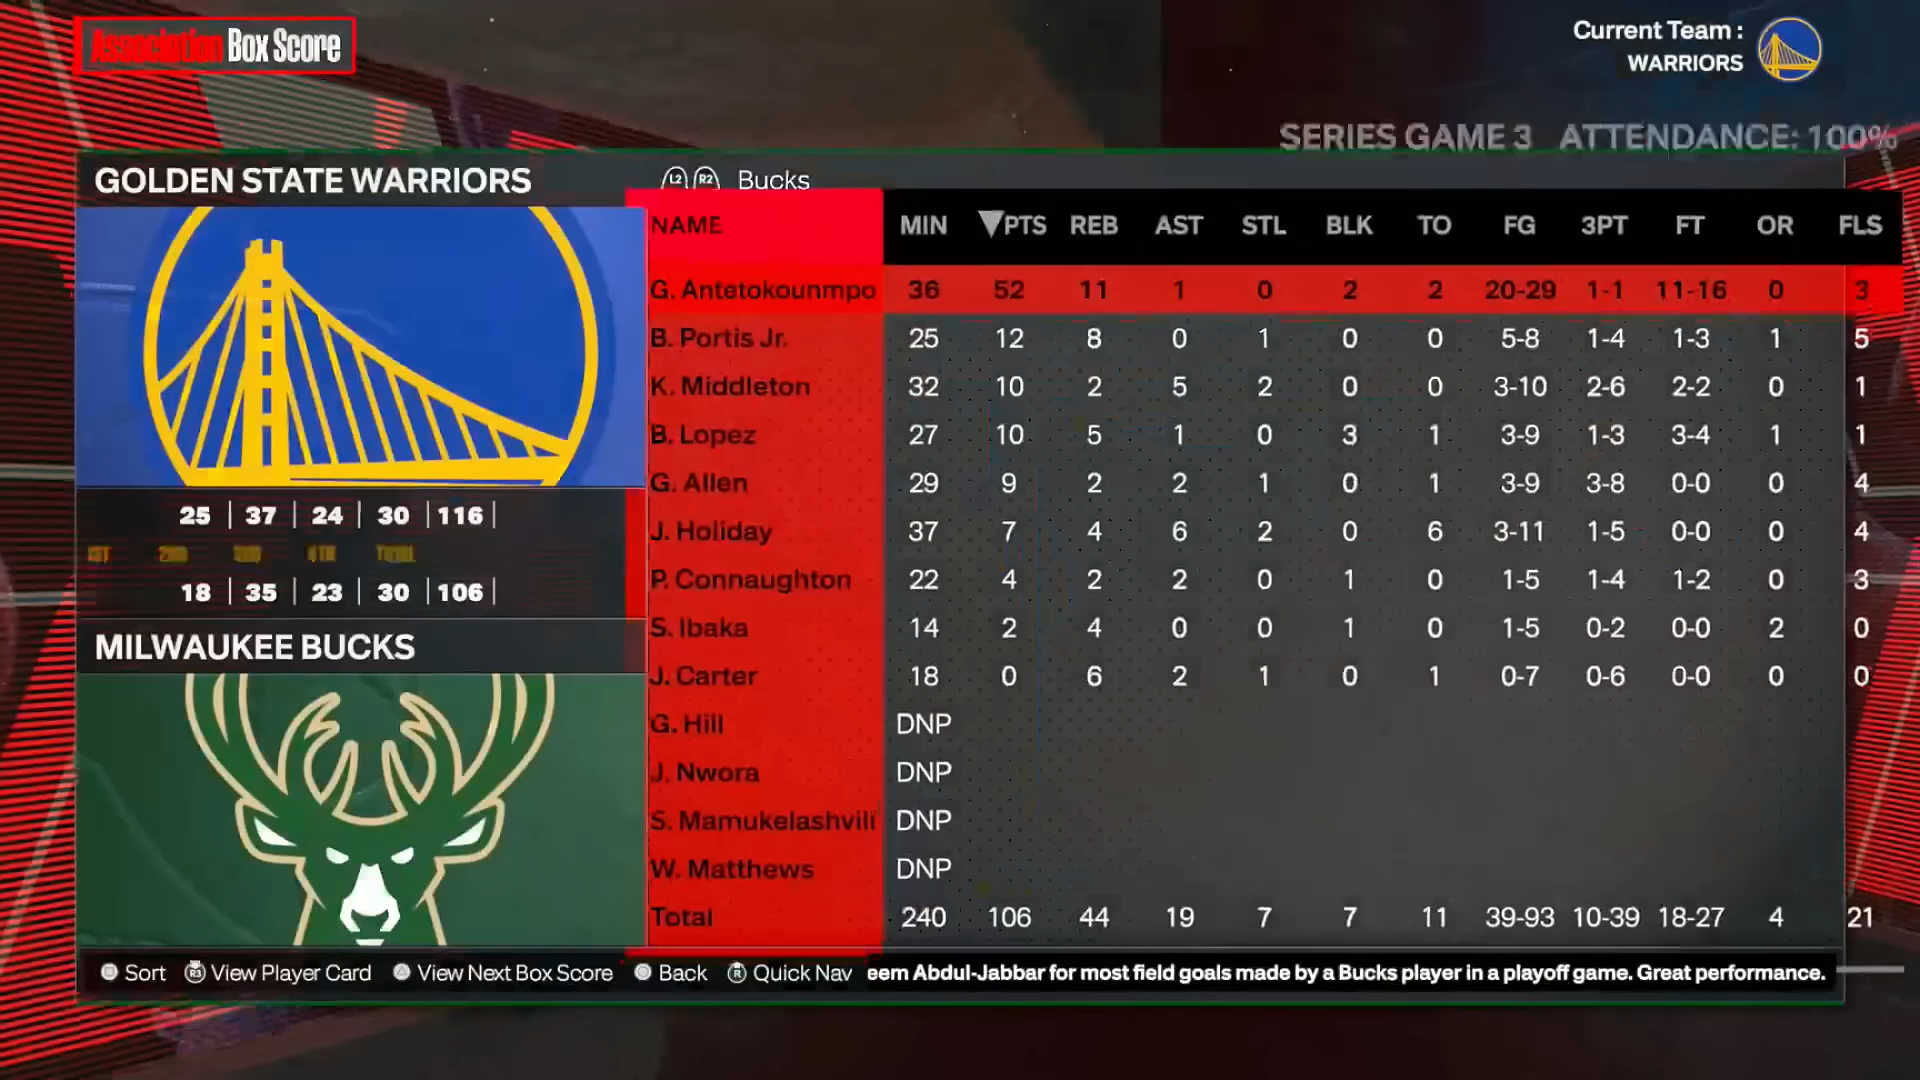 Association Box Score
Current Team :
WARRIORS
SERIES GAME 3 ATTENDANCE: 100%
GOLDEN STATE WARRIORS
L2 R2 Bucks
NAME MIN PTS REB AST STL BLK TO FG 3PT FT OR FLS
G. Antetokounmpo 36 52 11 1 0 2 2 20-29 1-1 11-16 0 3
B. Portis Jr. 25 12 8 0 1 0 0 5-8 1-4 1-3 1 5
K. Middleton 32 10 2 5 2 0 0 3-10 2-6 2-2 0 1
B. Lopez 27 10 5 1 0 3 1 3-9 1-3 3-4 1 1
G. Allen 29 9 2 2 1 0 1 3-9 3-8 0-0 0 4
J. Holiday 37 7 4 6 2 0 6 3-11 1-5 0-0 0 4
P. Connaughton 22 4 2 2 0 1 0 1-5 1-4 1-2 0 3
S. Ibaka 14 2 4 0 0 1 0 1-5 0-2 0-0 2 0
J. Carter 18 0 6 2 1 0 1 0-7 0-6 0-0 0 0
G. Hill DNP
J. Nwora DNP
S. Mamukelashvili DNP
W. Matthews DNP
Total 240 106 44 19 7 7 11 39-93 10-39 18-27 4 21
25 37 24 30 116
1ST 2ND 3RD 4TH TOTAL
18 35 23 30 106
MILWAUKEE BUCKS
Sort R3 View Player Card View Next Box Score Back R Quick Nav eem Abdul-Jabbar for most field goals made by a Bucks player in a playoff game. Great performance.